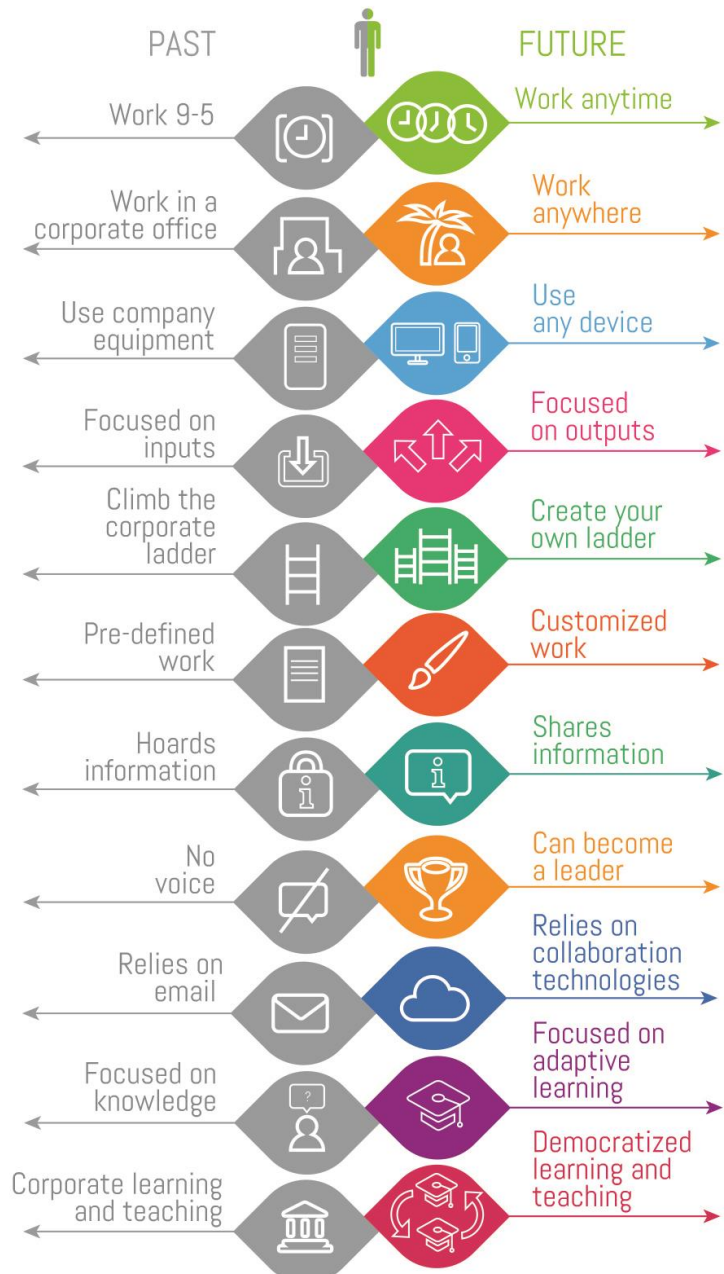 PAST
FUTURE
Work 9-5
Work anytime
Work in a
corporate office
Work
anywhere
Use company
equipment
Use
any device
Focused on
inputs
Focused
on outputs
Climb the
corporate
ladder
Create your
own ladder
Pre-defined
work
Customized
work
Hoards
information
i
Shares
information
i
No
voice
Can become
a leader
Relies on
email
Relies on
collaboration
technologies
Focused on
knowledge
?
Focused on
adaptive
learning
Corporate learning
and teaching
Democratized
learning and
teaching